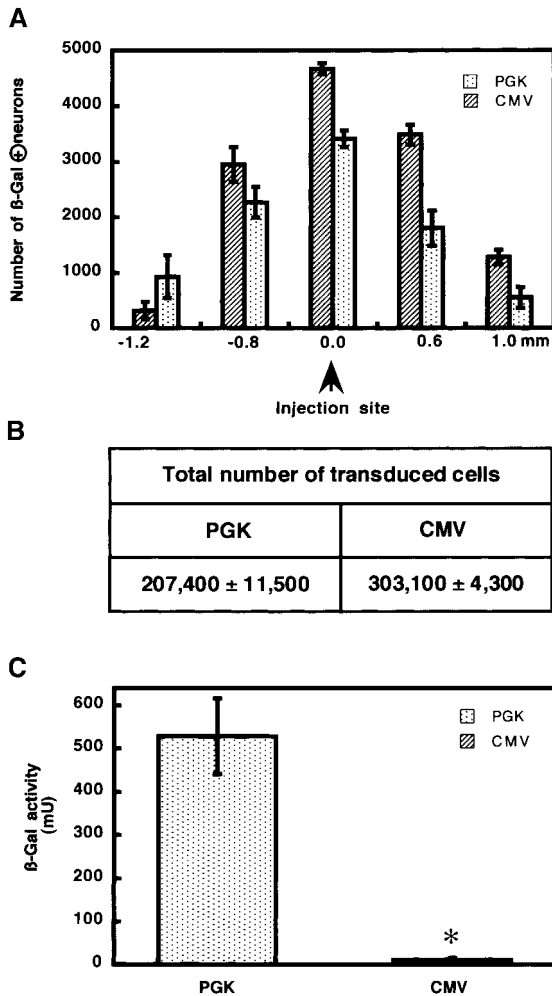 A
5000
4000
3000
2000
1000
0
Number of ß-Gal ⊕neurons
PGK
CMV
-1.2
-0.8
0.0
0.6
1.0 mm
Injection site
B
Total number of transduced cells
PGK
CMV
207,400 ± 11,500
303,100 ± 4,300
C
600
500
400
300
200
100
0
ß-Gal activity
(mU)
PGK
CMV
*
PGK
CMV